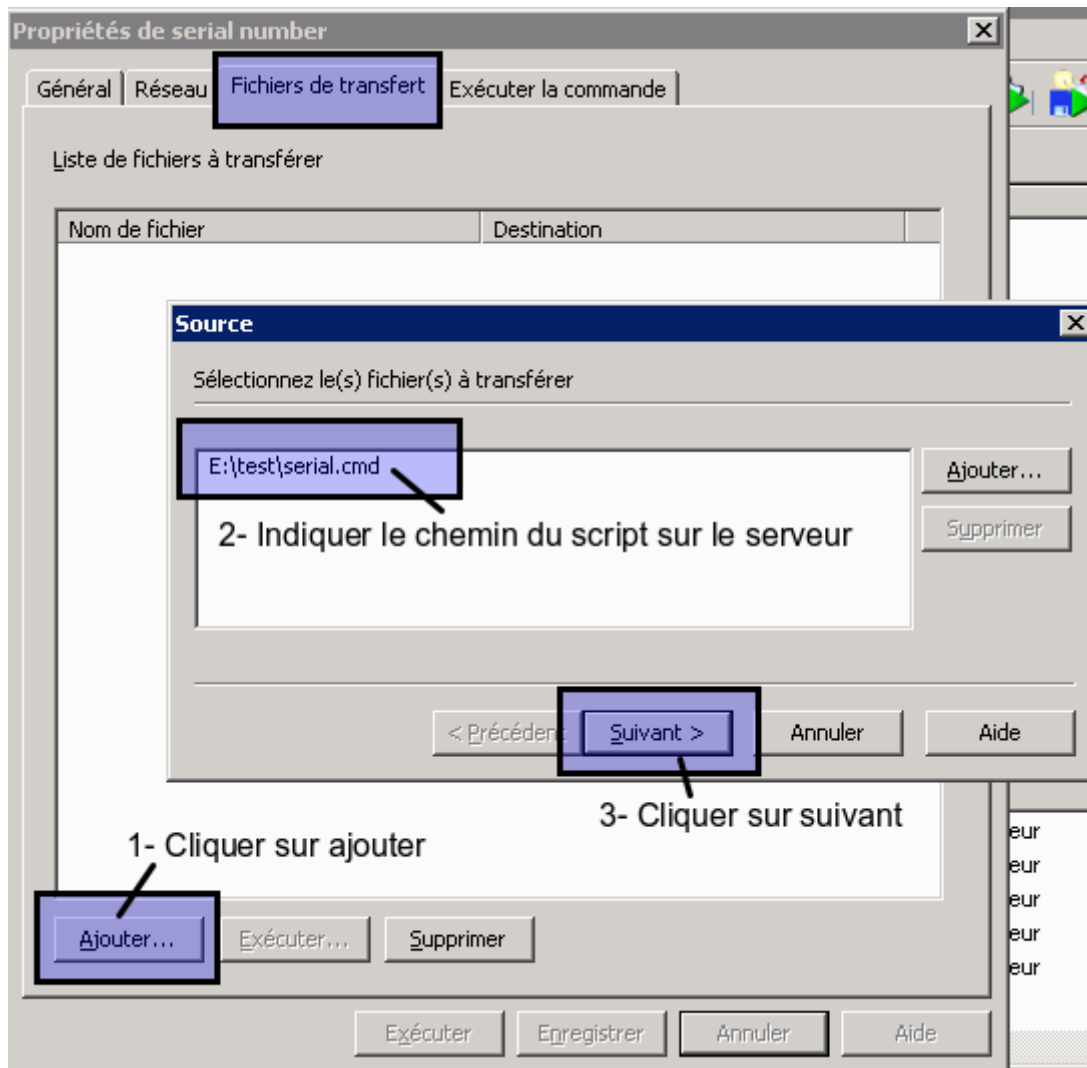 Propriétés de serial number
Général Réseau Fichiers de transfert Exécuter la commande
Liste de fichiers à transférer
Nom de fichier Destination
Source
Sélectionnez le(s) fichier(s) à transférer
E:\test\serial.cmd
Ajouter...
2- Indiquer le chemin du script sur le serveur
Supprimer
< Précéden Suivant > Annuler Aide
3- Cliquer sur suivant
1- Cliquer sur ajouter
eur
eur
eur
eur
eur
Ajouter... Exécuter... Supprimer
Exécuter Enregistrer Annuler Aide